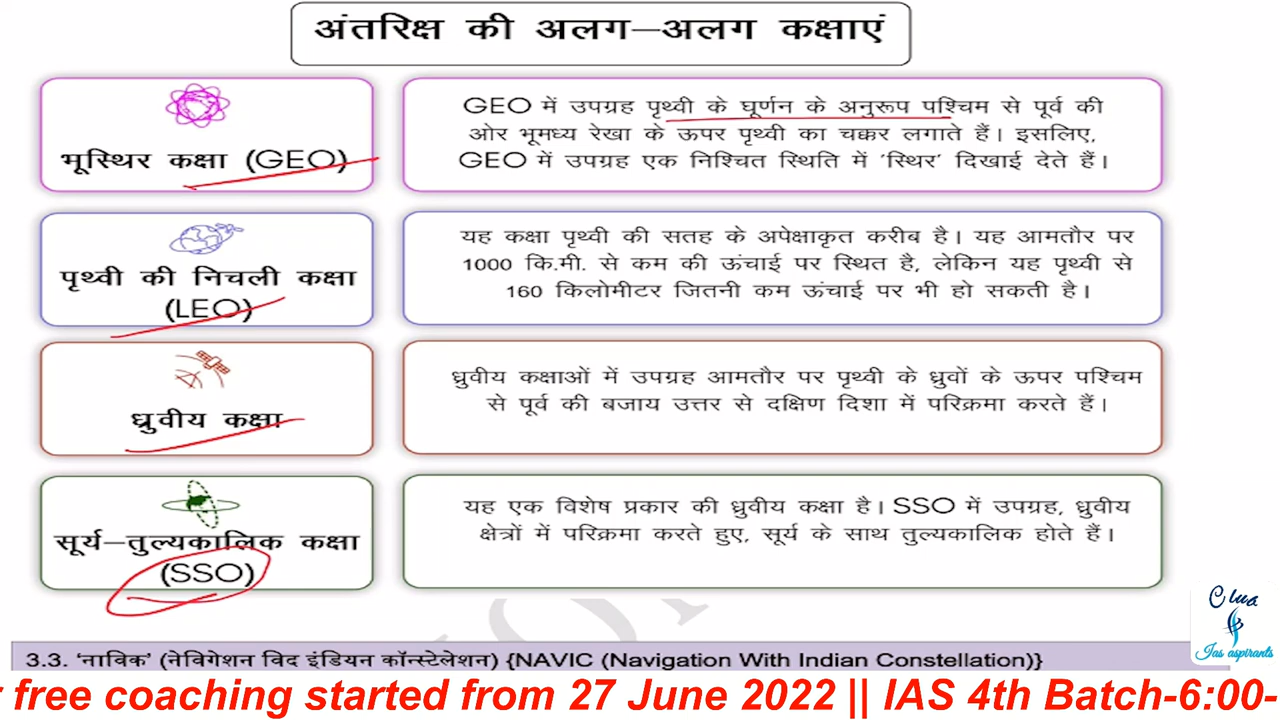 अंतरिक्ष की अलग–अलग कक्षाएं
भूस्थिर कक्षा (GEO)
GEO में उपग्रह पृथ्वी के घूर्णन के अनुरूप पश्चिम से पूर्व की
ओर भूमध्य रेखा के ऊपर पृथ्वी का चक्कर लगाते हैं। इसलिए,
GEO में उपग्रह एक निश्चित स्थिति में ‘स्थिर’ दिखाई देते हैं।
पृथ्वी की निचली कक्षा
(LEO)
यह कक्षा पृथ्वी की सतह के अपेक्षाकृत करीब है। यह आमतौर पर
1000 कि.मी. से कम की ऊंचाई पर स्थित है, लेकिन यह पृथ्वी से
160 किलोमीटर जितनी कम ऊंचाई पर भी हो सकती है।
ध्रुवीय कक्षा
ध्रुवीय कक्षाओं में उपग्रह आमतौर पर पृथ्वी के ध्रुवों के ऊपर पश्चिम
से पूर्व की बजाय उत्तर से दक्षिण दिशा में परिक्रमा करते हैं।
सूर्य–तुल्यकालिक कक्षा
(SSO)
यह एक विशेष प्रकार की ध्रुवीय कक्षा है। SSO में उपग्रह, ध्रुवीय
क्षेत्रों में परिक्रमा करते हुए, सूर्य के साथ तुल्यकालिक होते हैं।
Clue
Ias aspirants
3.3. ‘नाविक’ (नेविगेशन विद इंडियन कॉन्स्टेलेशन) {NAVIC (Navigation With Indian Constellation)}
free coaching started from 27 June 2022 || IAS 4th Batch-6:00-